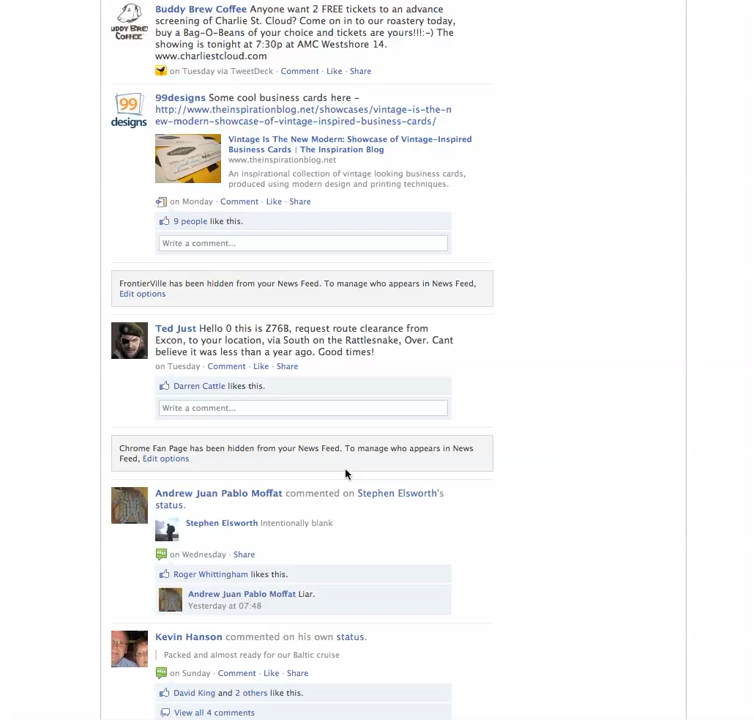 Buddy Brew Coffee Anyone want 2 FREE tickets to an advance
screening of Charlie St. Cloud? Come on in to our roastery today,
buy a Bag-O-Beans of your choice and tickets are yours!!!:-) The
showing is tonight at 7:30p at AMC Westshore 14.
www.charliestcloud.com
on Tuesday via TweetDeck · Comment · Like · Share
99designs Some cool business cards here -
http://www.theinspirationblog.net/showcases/vintage-is-the-n
ew-modern-showcase-of-vintage-inspired-business-cards/
99
designs
Vintage Is The New Modern: Showcase of Vintage-Inspired
Business Cards | The Inspiration Blog
www.theinspirationblog.net
An inspirational collection of vintage looking business cards,
produced using modern design and printing techniques.
on Monday · Comment · Like · Share
9 people like this.
Write a comment...
FrontierVille has been hidden from your News Feed. To manage who appears in News Feed,
Edit options
Ted Just Hello 0 this is Z76B, request route clearance from
Excon, to your location, via South on the Rattlesnake, Over. Cant
believe it was less than a year ago. Good times!
on Tuesday · Comment · Like · Share
Darren Cattle likes this.
Write a comment...
Chrome Fan Page has been hidden from your News Feed. To manage who appears in News
Feed, Edit options
Andrew Juan Pablo Moffat commented on Stephen Elsworth's
status.
Stephen Elsworth Intentionally blank
on Wednesday · Share
Roger Whittingham likes this.
Andrew Juan Pablo Moffat Liar.
Yesterday at 07:48
Kevin Hanson commented on his own status.
Packed and almost ready for our Baltic cruise
on Sunday · Comment · Like · Share
David King and 2 others like this.
View all 4 comments